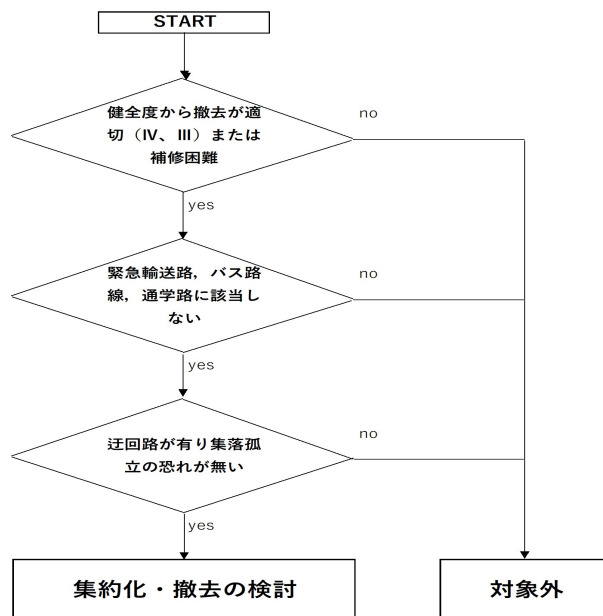 START
健全度から撤去が適
切（Ⅳ、Ⅲ）または
補修困難
no
yes
緊急輸送路，バス路
線，通学路に該当し
ない
no
yes
迂回路が有り集落孤
立の恐れが無い
no
yes
集約化・撤去の検討
対象外